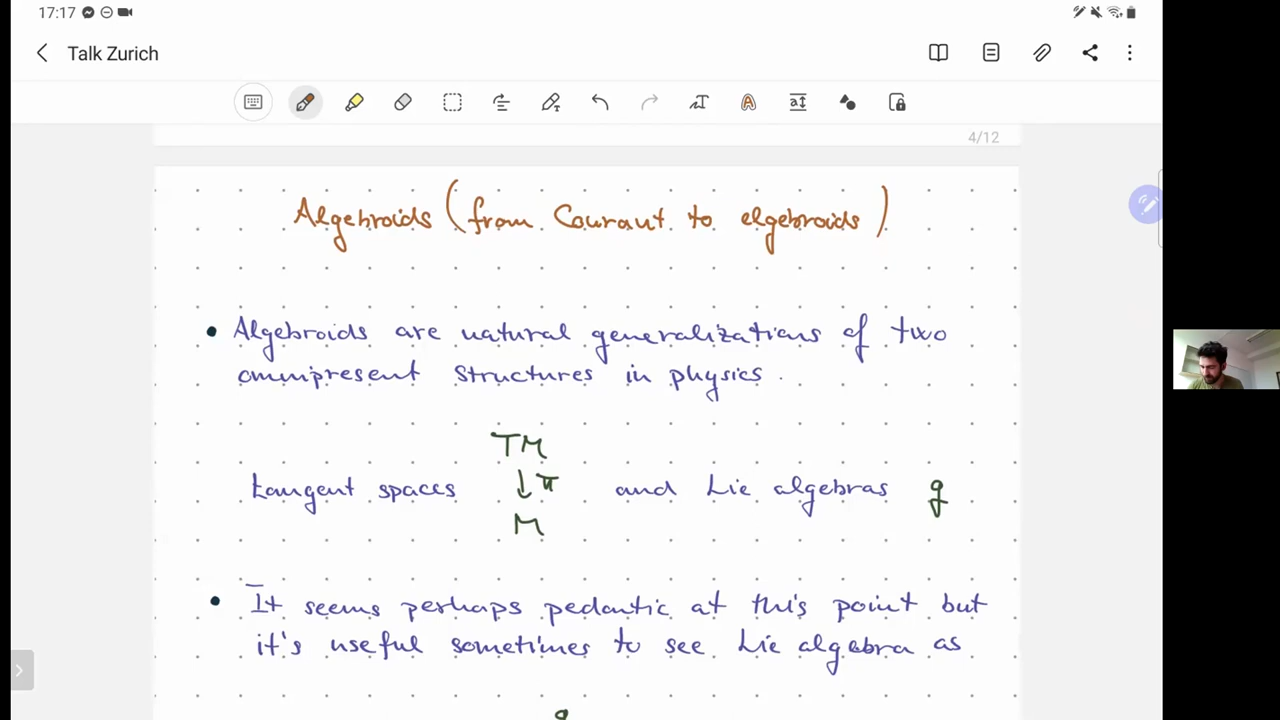 17:17
Talk Zurich
4/12
Algebroids (from Courant to algebroids)
• Algebroids are natural generalizations of two
omnipresent structures in physics.
TM
↓π
tangent spaces and Lie algebras g
M
• It seems perhaps pedantic at this point but
it's useful sometimes to see Lie algebra as
g